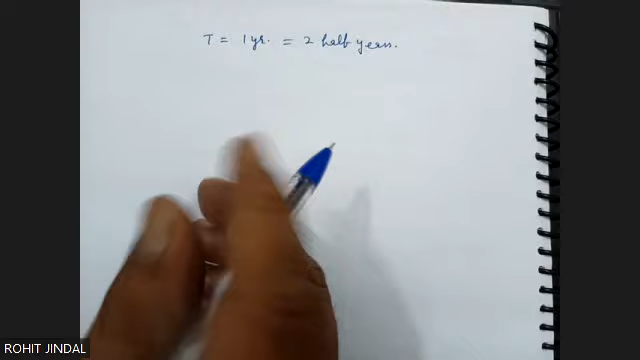 T = 1 yr. = 2 half years.
ROHIT JINDAL